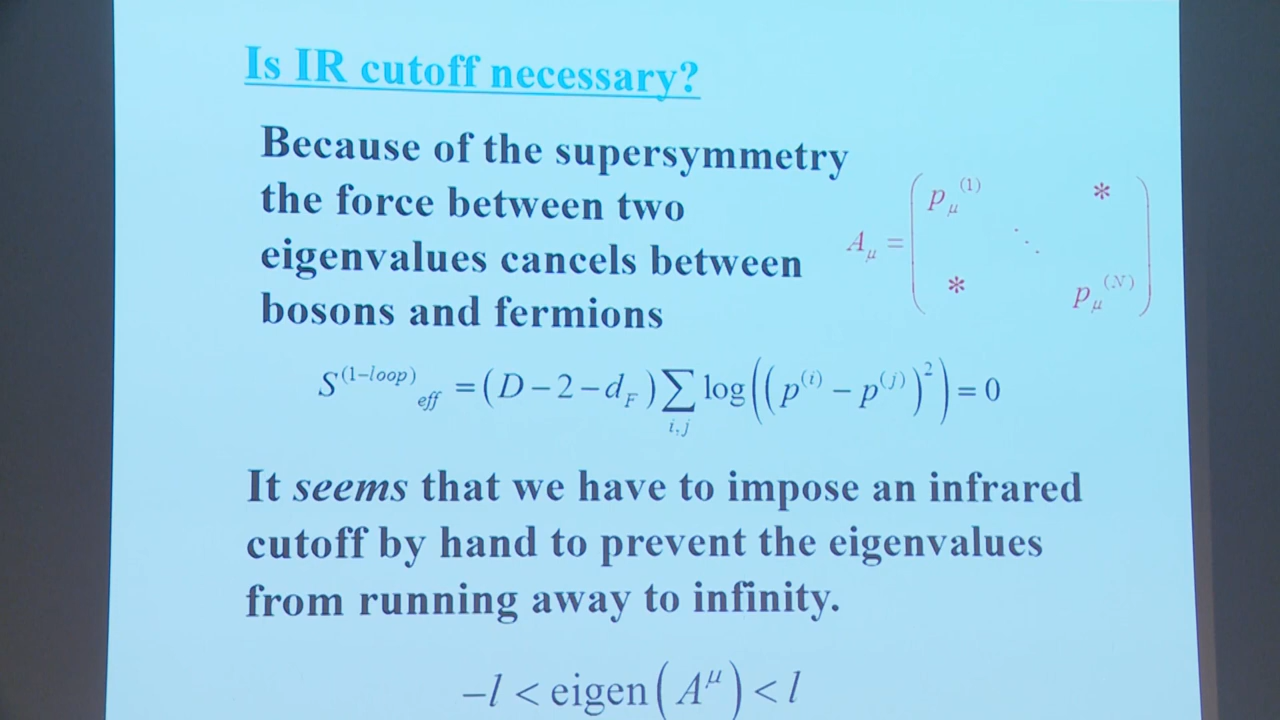 Is IR cutoff necessary?
Because of the supersymmetry
the force between two
eigenvalues cancels between
bosons and fermions
A_μ = ( p_μ^(1) * ⋱ * p_μ^(N) )
S^(1−loop)_eff = (D − 2 − d_F) ∑_{i,j} log((p^(i) − p^(j))^2) = 0
It seems that we have to impose an infrared
cutoff by hand to prevent the eigenvalues
from running away to infinity.
−l < eigen(A^μ) < l